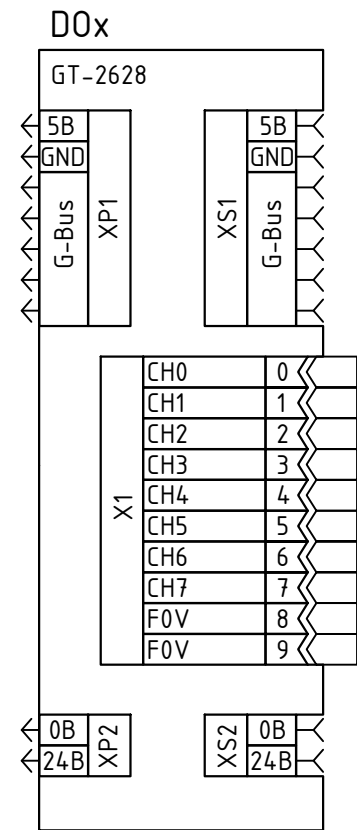 DOx
GT-2628
5В 5В
GND GND
G-Bus XP1 XS1 G-Bus
X1
CH0 0
CH1 1
CH2 2
CH3 3
CH4 4
CH5 5
CH6 6
CH7 7
F0V 8
F0V 9
0В XP2 XS2 0В
24В 24В